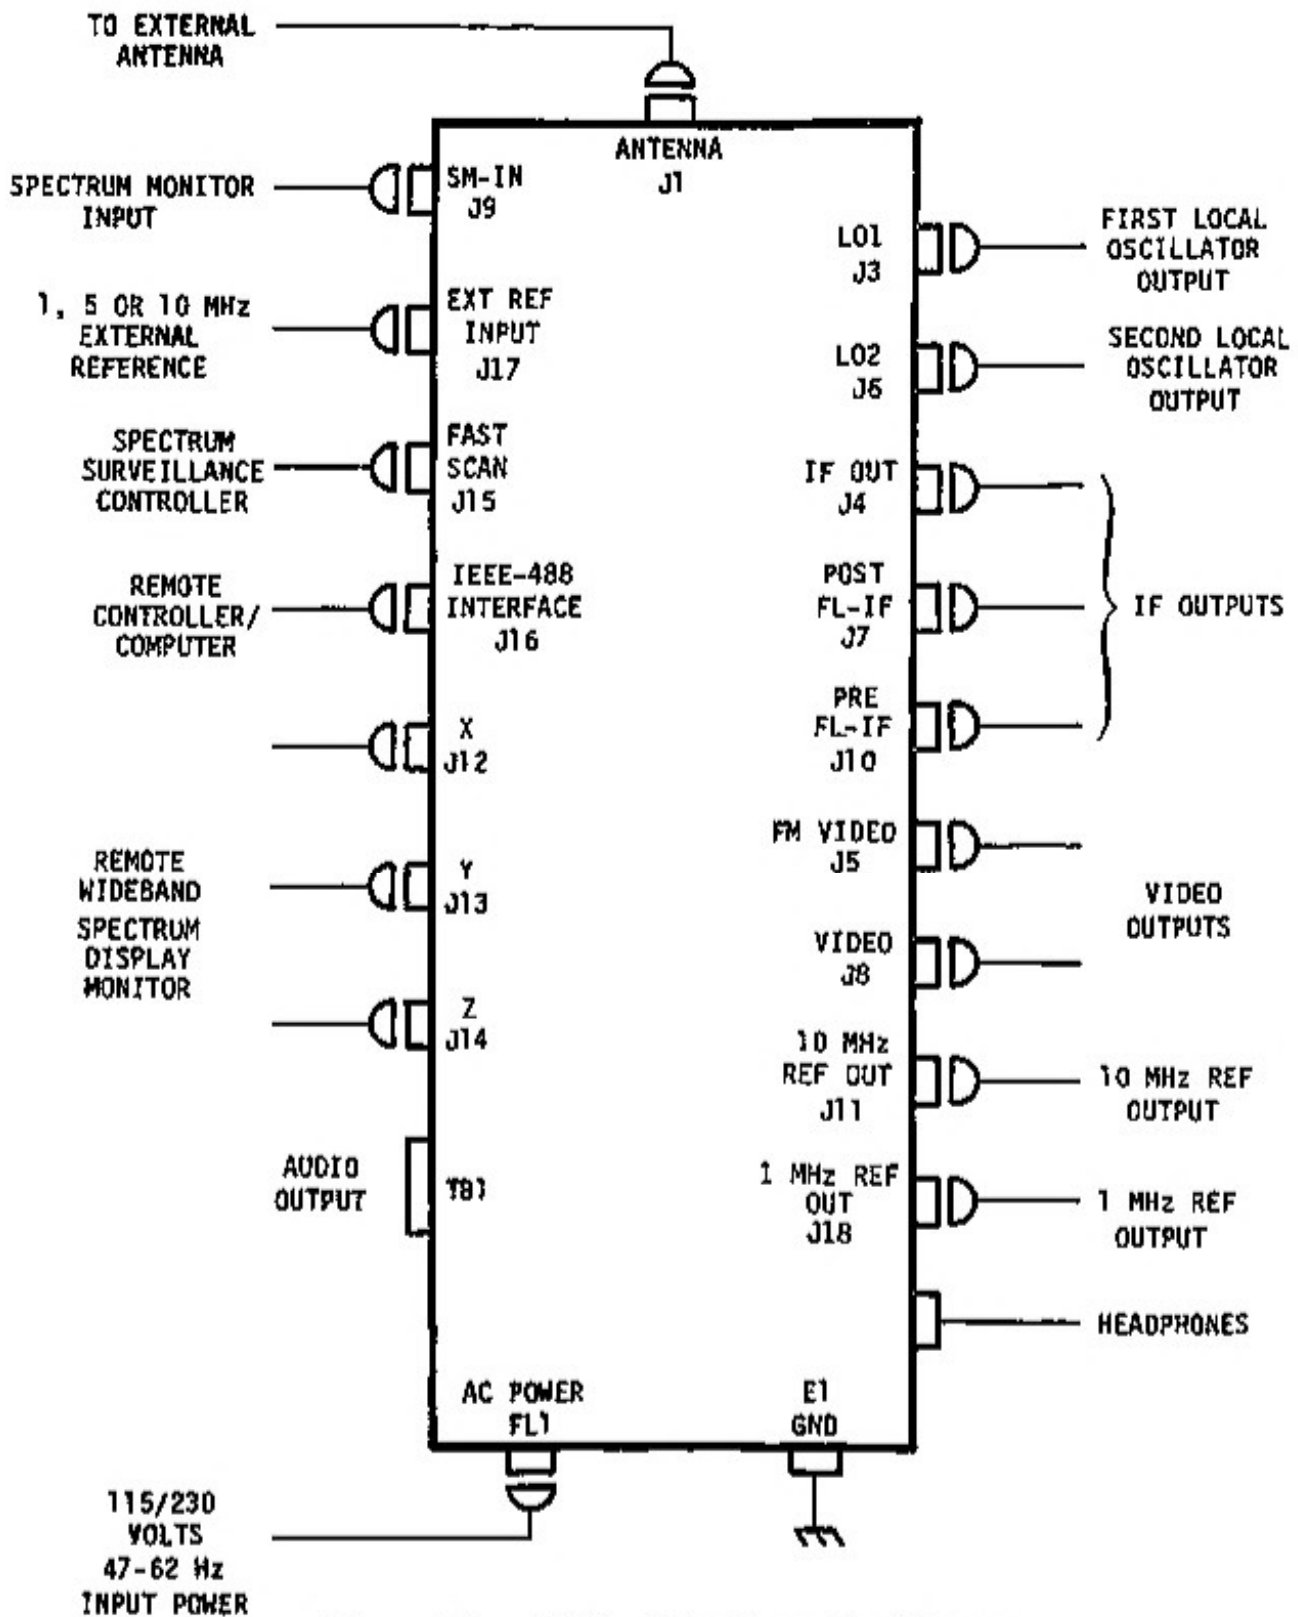 TO EXTERNAL
ANTENNA
ANTENNA
J1
SPECTRUM MONITOR
INPUT
SM-IN
J9
1, 5 OR 10 MHz
EXTERNAL
REFERENCE
EXT REF
INPUT
J17
SPECTRUM
SURVEILLANCE
CONTROLLER
FAST
SCAN
J15
REMOTE
CONTROLLER/
COMPUTER
IEEE-488
INTERFACE
J16
X
J12
REMOTE
WIDEBAND
SPECTRUM
DISPLAY
MONITOR
Y
J13
Z
J14
AUDIO
OUTPUT
TB1
AC POWER
FL1
115/230
VOLTS
47-62 Hz
INPUT POWER
E1
GND
LO1
J3
FIRST LOCAL
OSCILLATOR
OUTPUT
LO2
J6
SECOND LOCAL
OSCILLATOR
OUTPUT
IF OUT
J4
POST
FL-IF
J7
PRE
FL-IF
J10
IF OUTPUTS
FM VIDEO
J5
VIDEO
J8
VIDEO
OUTPUTS
10 MHz
REF OUT
J11
10 MHz REF
OUTPUT
1 MHz REF
OUT
J18
1 MHz REF
OUTPUT
HEADPHONES